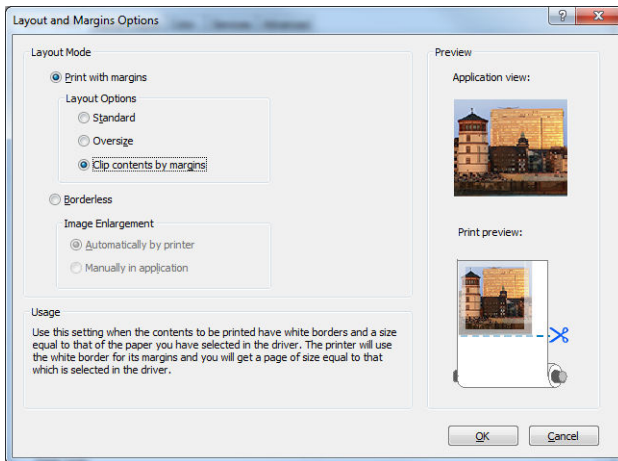 Layout and Margins Options
Layout Mode
Print with margins
Layout Options
Standard
Oversize
Clip contents by margins
Borderless
Image Enlargement
Automatically by printer
Manually in application
Usage
Use this setting when the contents to be printed have white borders and a size
equal to that of the paper you have selected in the driver. The printer will use
the white border for its margins and you will get a page of size equal to that
which is selected in the driver.
Preview
Application view:
Print preview:
OK
Cancel